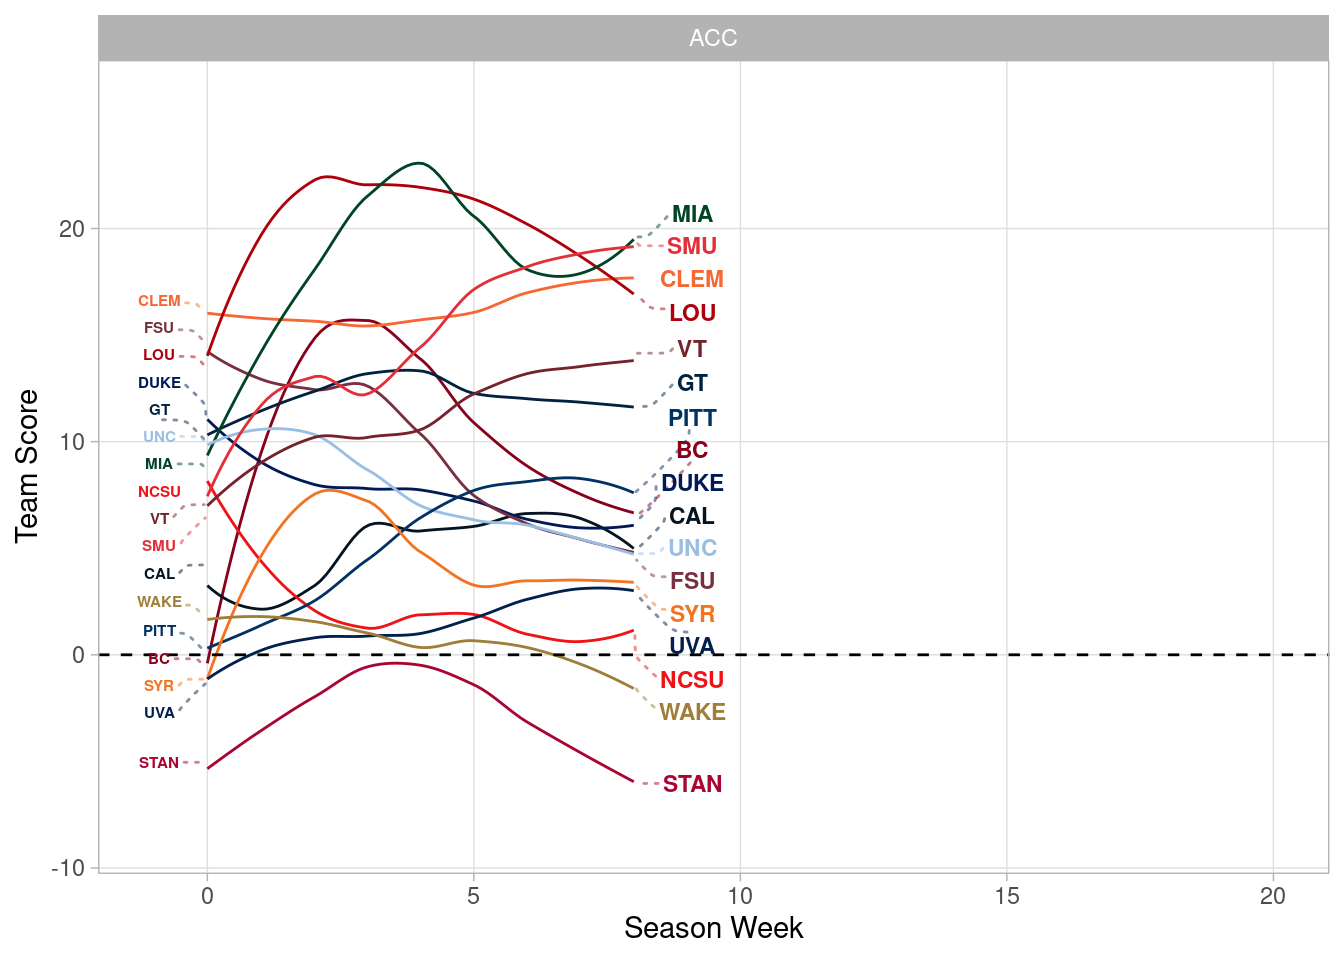 ACC
Team Score
20
10
0
-10
CLEM
FSU
LOU
DUKE
GT
UNC
MIA
NCSU
VT
SMU
CAL
WAKE
PITT
BC
SYR
UVA
STAN
MIA
SMU
CLEM
LOU
VT
GT
PITT
BC
DUKE
CAL
UNC
FSU
SYR
UVA
NCSU
WAKE
STAN
0 5 10 15 20
Season Week